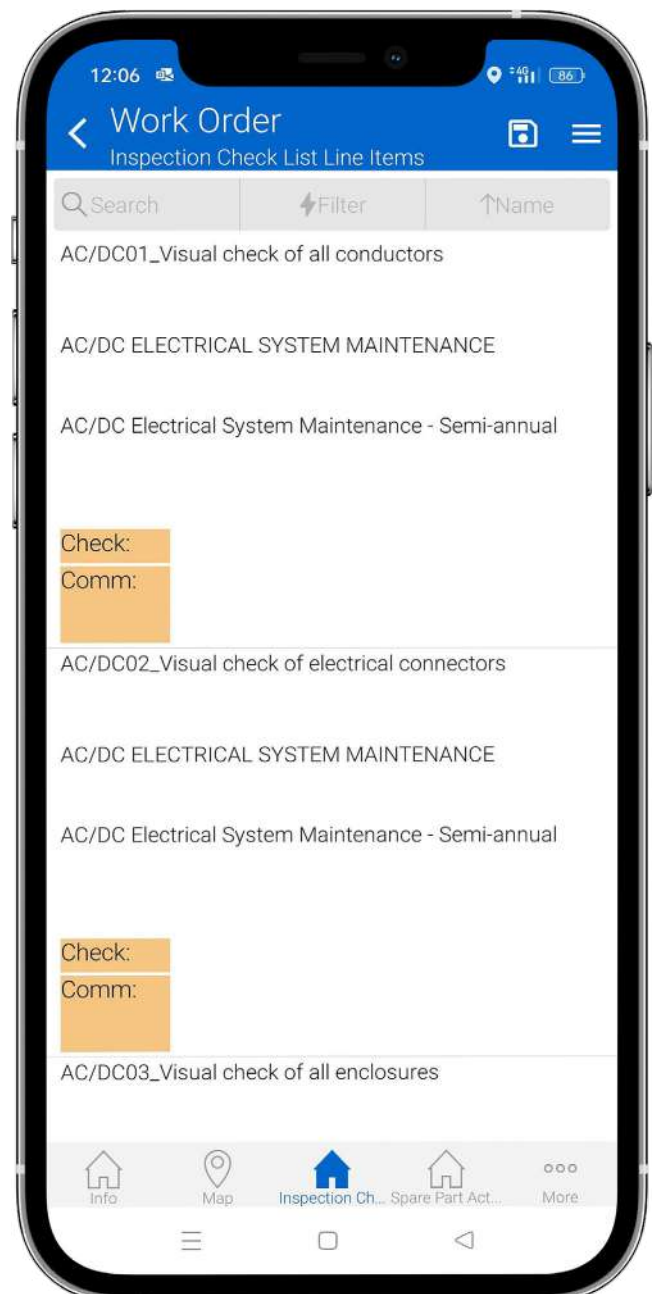 12:06
4G
86
Work Order
Inspection Check List Line Items
Search Filter ↑Name
AC/DC01_Visual check of all conductors
AC/DC ELECTRICAL SYSTEM MAINTENANCE
AC/DC Electrical System Maintenance - Semi-annual
Check:
Comm:
AC/DC02_Visual check of electrical connectors
AC/DC ELECTRICAL SYSTEM MAINTENANCE
AC/DC Electrical System Maintenance - Semi-annual
Check:
Comm:
AC/DC03_Visual check of all enclosures
Info Map Inspection Ch... Spare Part Act... More